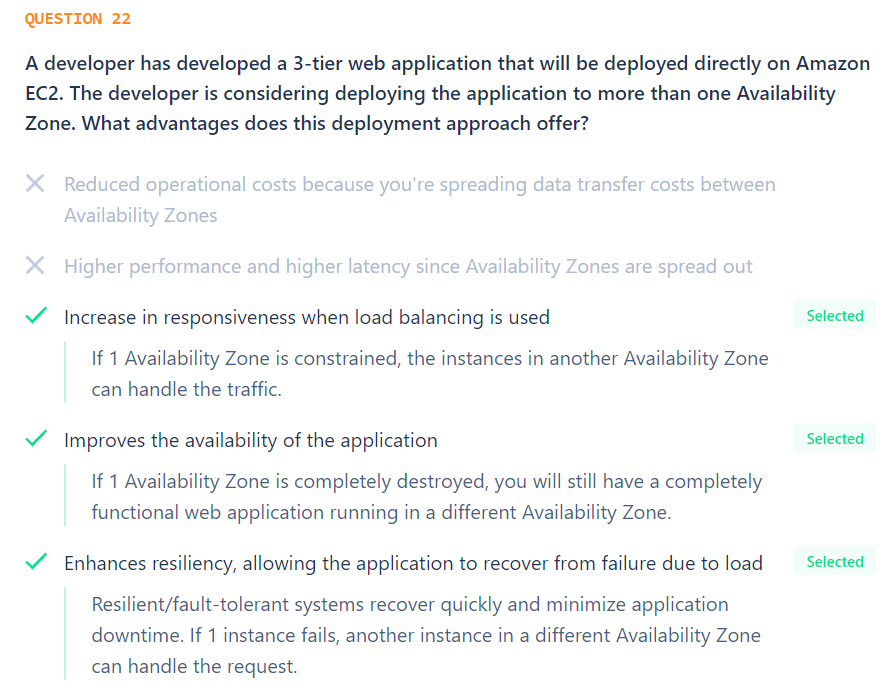 QUESTION 22
A developer has developed a 3-tier web application that will be deployed directly on Amazon
EC2. The developer is considering deploying the application to more than one Availability
Zone. What advantages does this deployment approach offer?
Reduced operational costs because you're spreading data transfer costs between
Availability Zones
Higher performance and higher latency since Availability Zones are spread out
Increase in responsiveness when load balancing is used
Selected
If 1 Availability Zone is constrained, the instances in another Availability Zone
can handle the traffic.
Improves the availability of the application
Selected
If 1 Availability Zone is completely destroyed, you will still have a completely
functional web application running in a different Availability Zone.
Enhances resiliency, allowing the application to recover from failure due to load
Selected
Resilient/fault-tolerant systems recover quickly and minimize application
downtime. If 1 instance fails, another instance in a different Availability Zone
can handle the request.